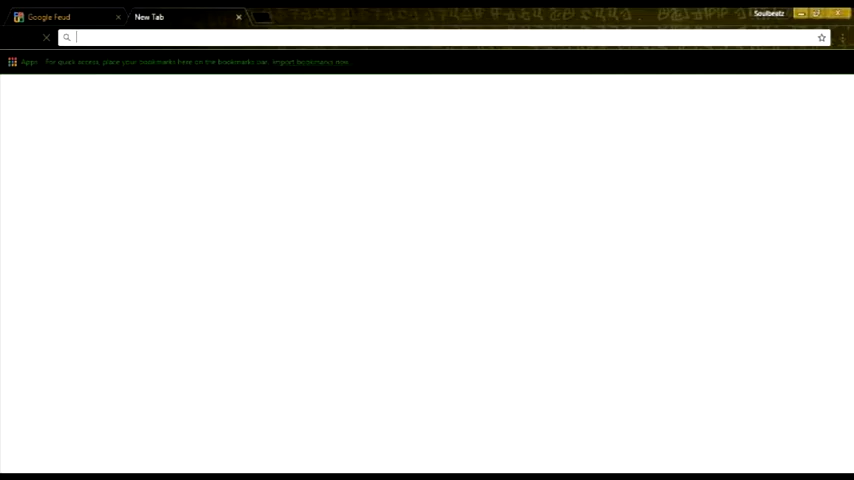 Google Feud
New Tab
Soulbeatz
Apps
For quick access, place your bookmarks here on the bookmarks bar. Import bookmarks now...